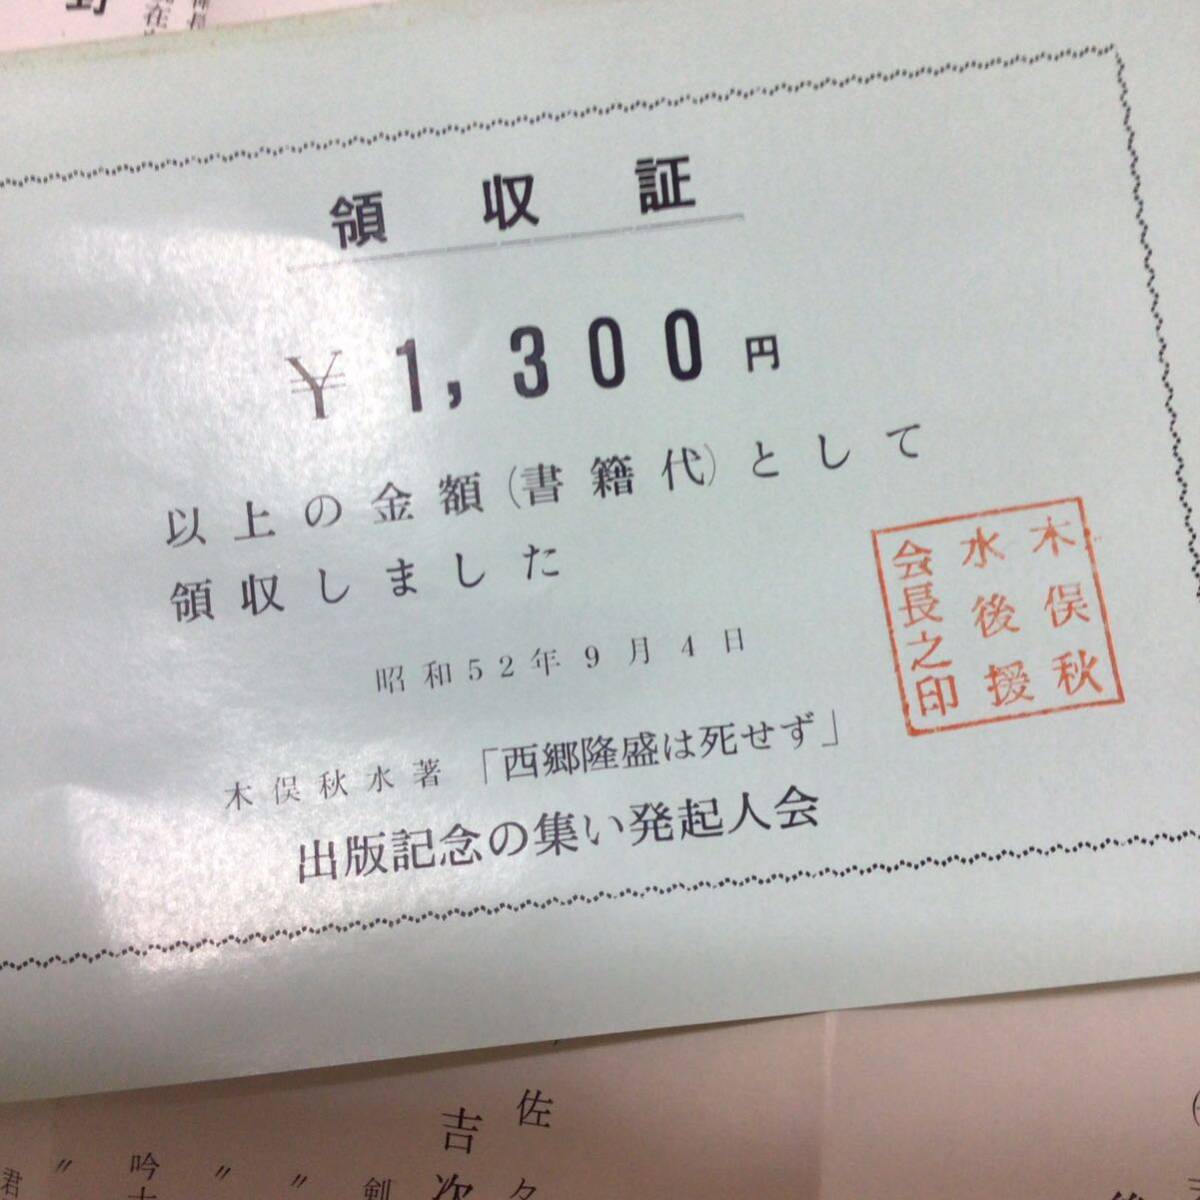 領収証
￥1,300円
以上の金額(書籍代)として
領収しました
昭和52年9月4日
木俣秋水著「西郷隆盛は死せず」
出版記念の集い発起人会
木俣秋
水後援
会長之印
佐
吉
吟
〃
〃
〃
剣
君